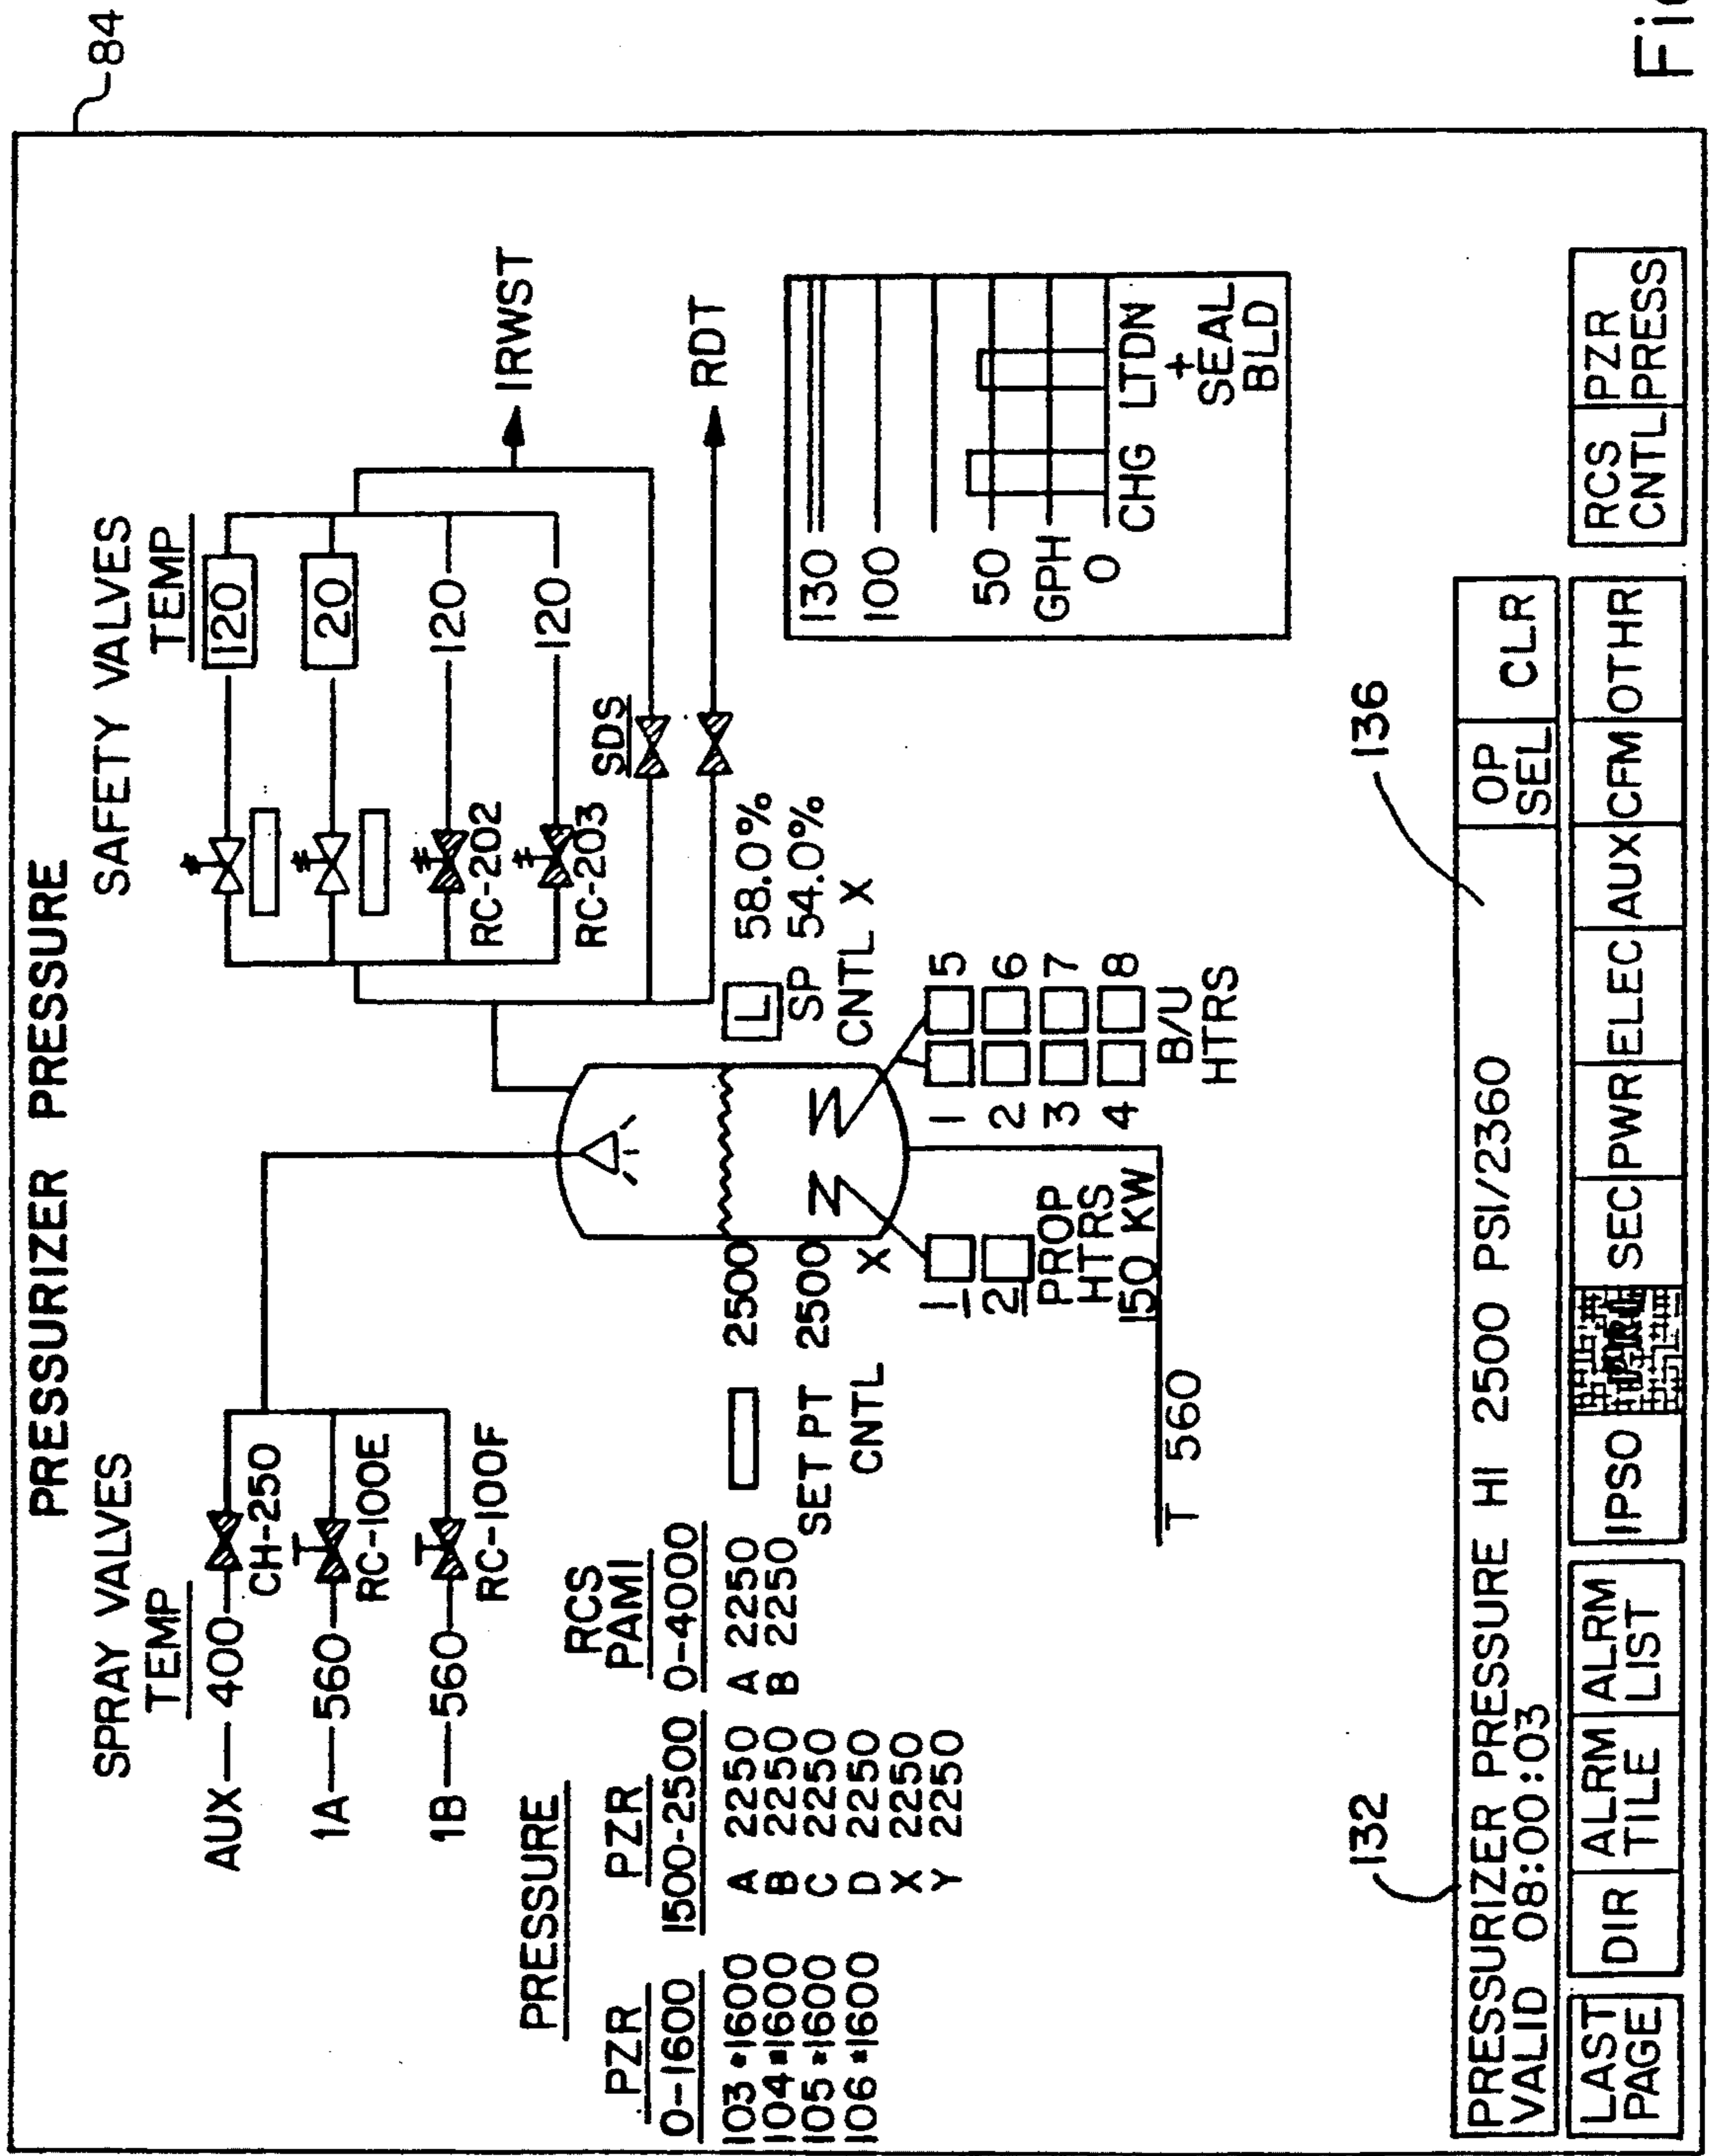 84
PRESSURIZER PRESSURE
SPRAY VALVES
TEMP
AUX 400
CH-250
1A 560
RC-100E
1B 560
RC-100F
SAFETY VALVES
TEMP
120
20
120
RC-202
120
RC-203
SDS
IRWST
RDT
PRESSURE
PZR
0-1600
103 *1600
104 *1600
105 *1600
106 *1600
PZR
1500-2500
A 2250
B 2250
C 2250
D 2250
X 2250
Y 2250
RCS
PAMI
0-4000
A 2250
B 2250
2500
SET PT 2500
CNTL X
L 58.0%
SP 54.0%
CNTL X
1
2
PROP
HTRS
150 KW
1 5
2 6
3 7
4 8
B/U
HTRS
T 560
130
100
50
GPH
0
CHG LTDN
+
SEAL
BLD
132
136
PRESSURIZER PRESSURE HI 2500 PSI/2360
VALID 08:00:03
OP
SEL
CLR
LAST
PAGE
DIR
ALRM
TILE
ALRM
LIST
IPSO
SEC
PWR
ELEC
AUX
CFM
OTHR
RCS
CNTL
PZR
PRESS